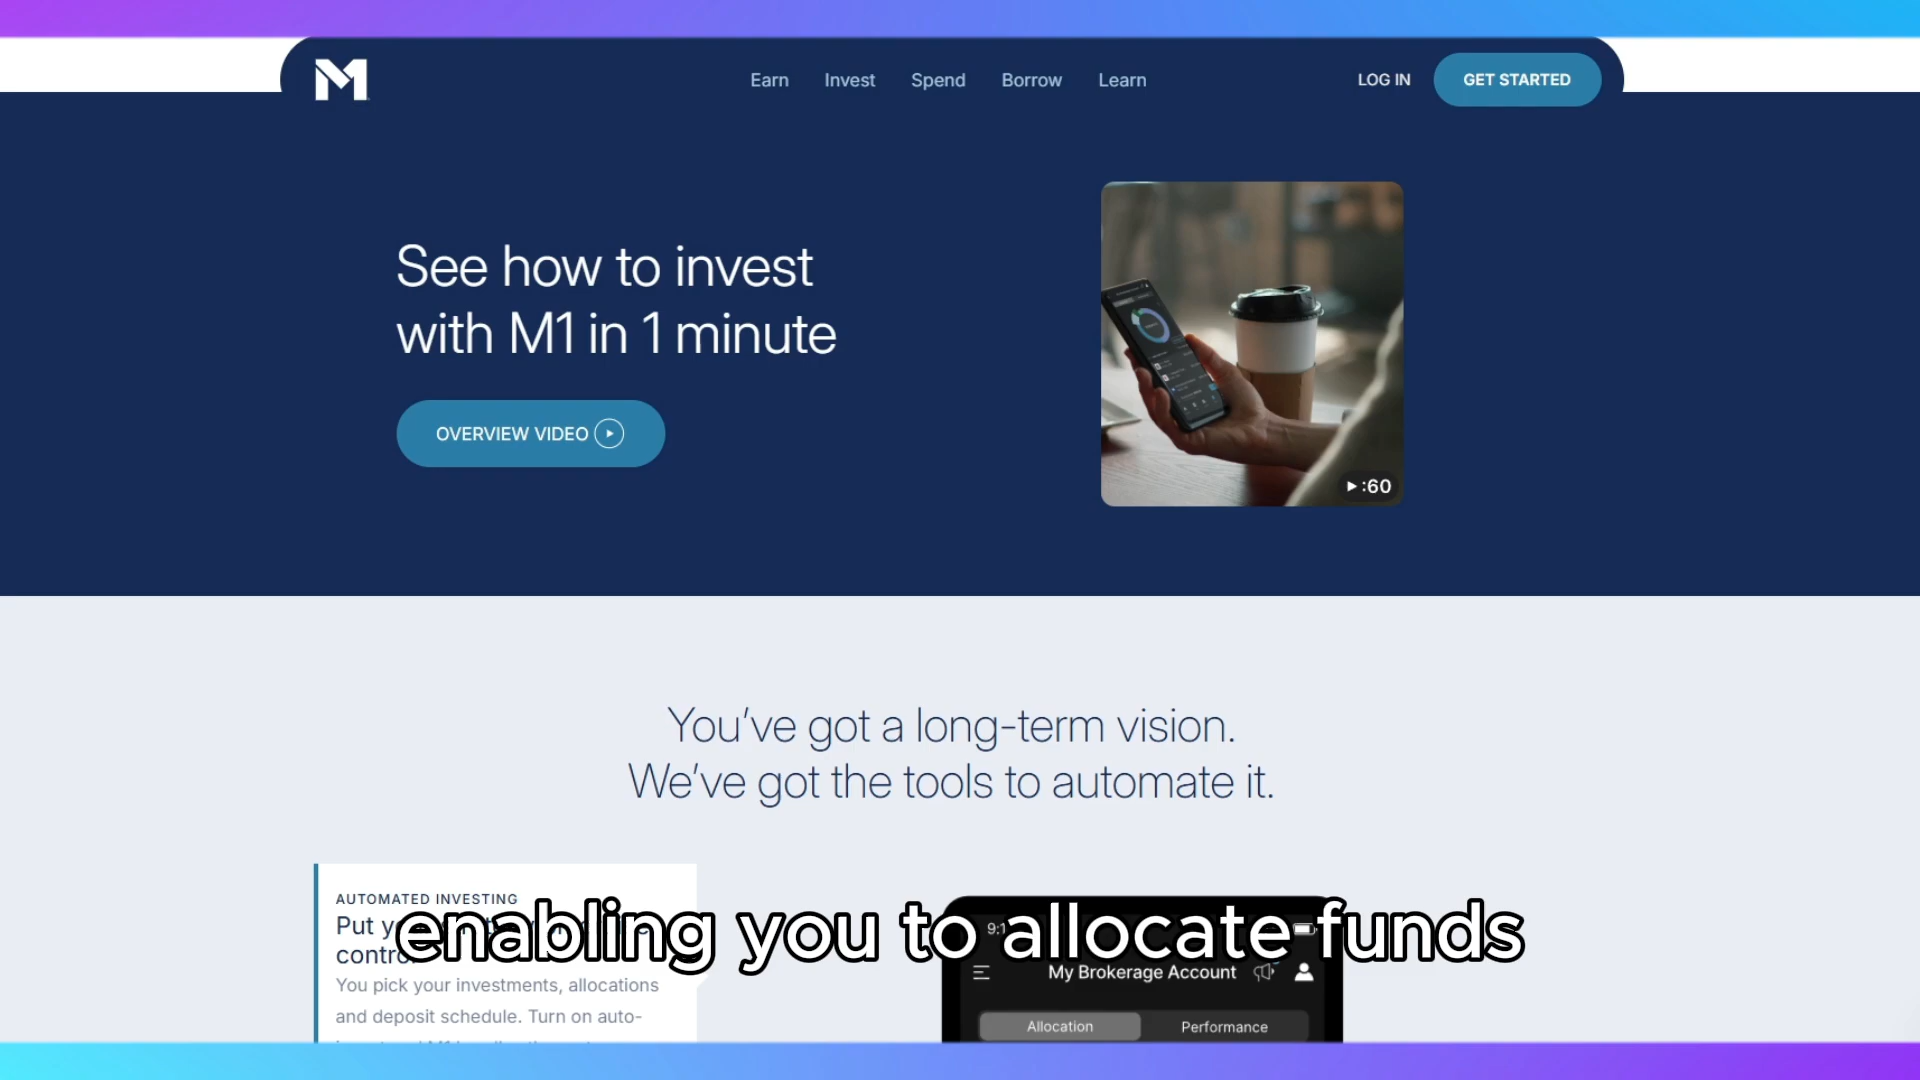 M
Earn Invest Spend Borrow Learn
LOG IN GET STARTED
See how to invest
with M1 in 1 minute
OVERVIEW VIDEO
:60
You've got a long-term vision.
We've got the tools to automate it.
AUTOMATED INVESTING
Put
enabling you to allocate funds
My Brokerage Account
You pick your investments, allocations
and deposit schedule. Turn on auto-
Allocation Performance